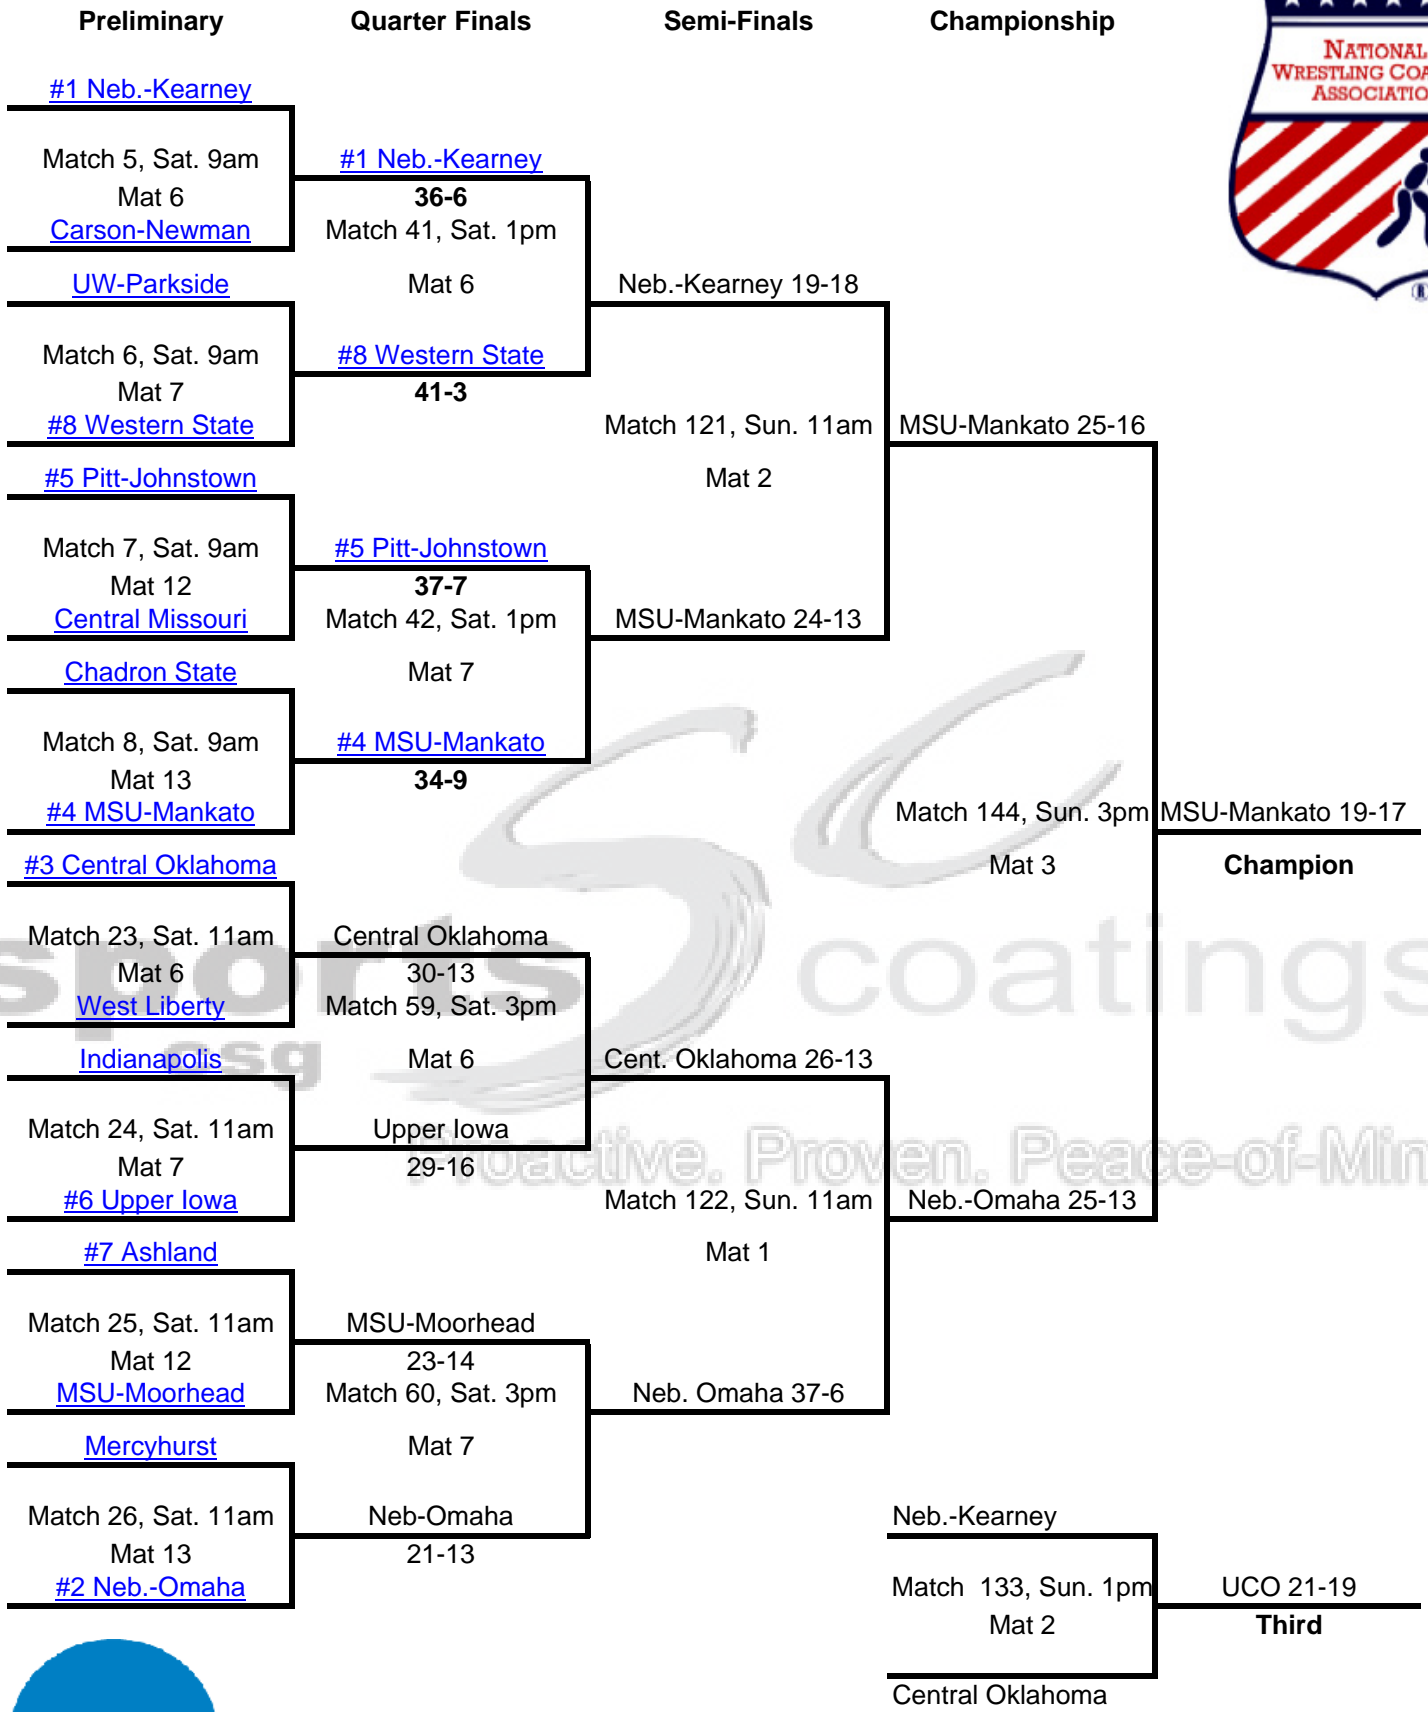 Preliminary Quarter Finals Semi-Finals Championship
NATIONAL
WRESTLING
ASSOCIATIO
#1 Neb.-Kearney
Match 5, Sat. 9am #1 Neb.-Kearney
Mat 6 36-6
Carson-Newman Match 41, Sat. 1pm
UW-Parkside Mat 6 Neb.-Kearney 19-18
Match 6, Sat. 9am #8 Western State
Mat 7 41-3
#8 Western State Match 121, Sun. 11am MSU-Mankato 25-16
#5 Pitt-Johnstown Mat 2
Match 7, Sat. 9am #5 Pitt-Johnstown
Mat 12 37-7
Central Missouri Match 42, Sat. 1pm MSU-Mankato 24-13
Chadron State Mat 7
Match 8, Sat. 9am #4 MSU-Mankato
Mat 13 34-9
#4 MSU-Mankato Match 144, Sun. 3pm MSU-Mankato 19-17
#3 Central Oklahoma Mat 3 Champion
Match 23, Sat. 11am Central Oklahoma
sports coatings
Mat 6 30-13
West Liberty Match 59, Sat. 3pm
Indianapolis Mat 6 Cent. Oklahoma 26-13
Match 24, Sat. 11am Upper Iowa
Proactive. Proven. Peace-of-Min
Mat 7 29-16
#6 Upper Iowa Match 122, Sun. 11am Neb.-Omaha 25-13
#7 Ashland Mat 1
Match 25, Sat. 11am MSU-Moorhead
Mat 12 23-14
MSU-Moorhead Match 60, Sat. 3pm Neb. Omaha 37-6
Mercyhurst Mat 7
Match 26, Sat. 11am Neb-Omaha Neb.-Kearney
Mat 13 21-13
#2 Neb.-Omaha Match 133, Sun. 1pm UCO 21-19
Mat 2 Third
Central Oklahoma